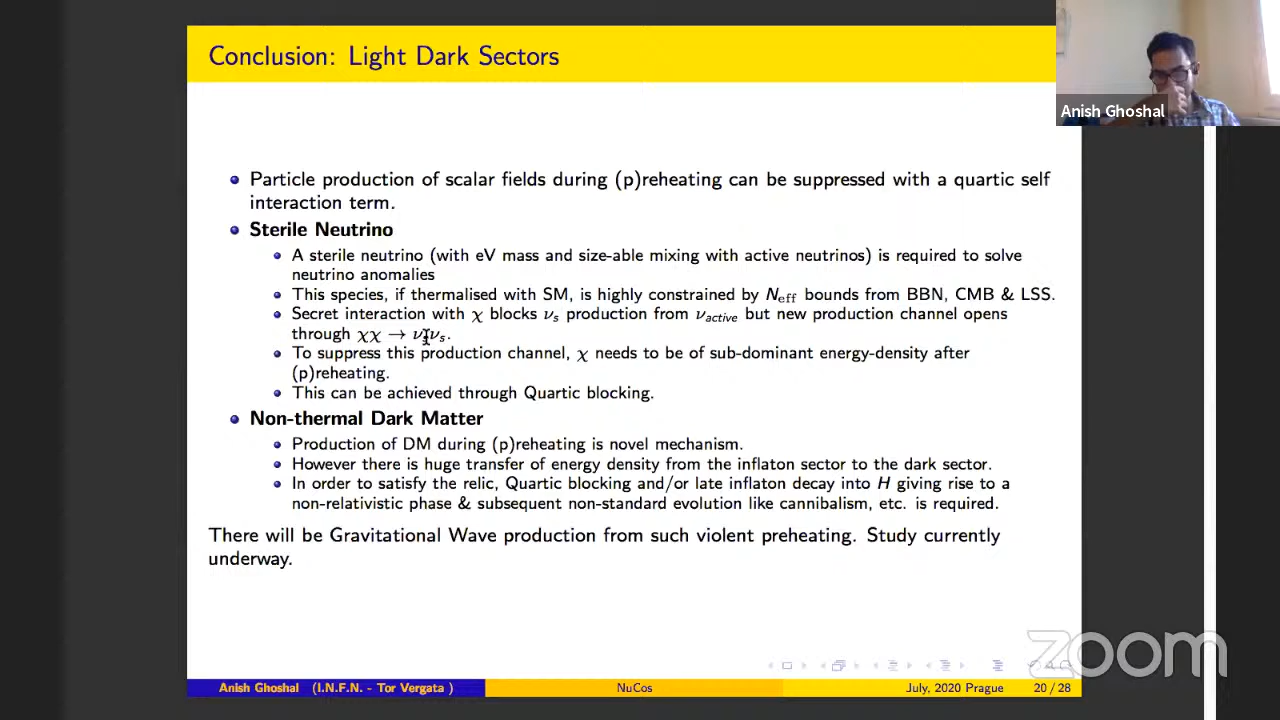 Conclusion: Light Dark Sectors
Anish Ghoshal
Particle production of scalar fields during (p)reheating can be suppressed with a quartic self
interaction term.
Sterile Neutrino
A sterile neutrino (with eV mass and size-able mixing with active neutrinos) is required to solve
neutrino anomalies
This species, if thermalised with SM, is highly constrained by N_eff bounds from BBN, CMB & LSS.
Secret interaction with χ blocks ν_s production from ν_active but new production channel opens
through χχ → ν_sν_s.
To suppress this production channel, χ needs to be of sub-dominant energy-density after
(p)reheating.
This can be achieved through Quartic blocking.
Non-thermal Dark Matter
Production of DM during (p)reheating is novel mechanism.
However there is huge transfer of energy density from the inflaton sector to the dark sector.
In order to satisfy the relic, Quartic blocking and/or late inflaton decay into H giving rise to a
non-relativistic phase & subsequent non-standard evolution like cannibalism, etc. is required.
There will be Gravitational Wave production from such violent preheating. Study currently
underway.
zoom
Anish Ghoshal (I.N.F.N. - Tor Vergata ) NuCos July, 2020 Prague 20 / 28